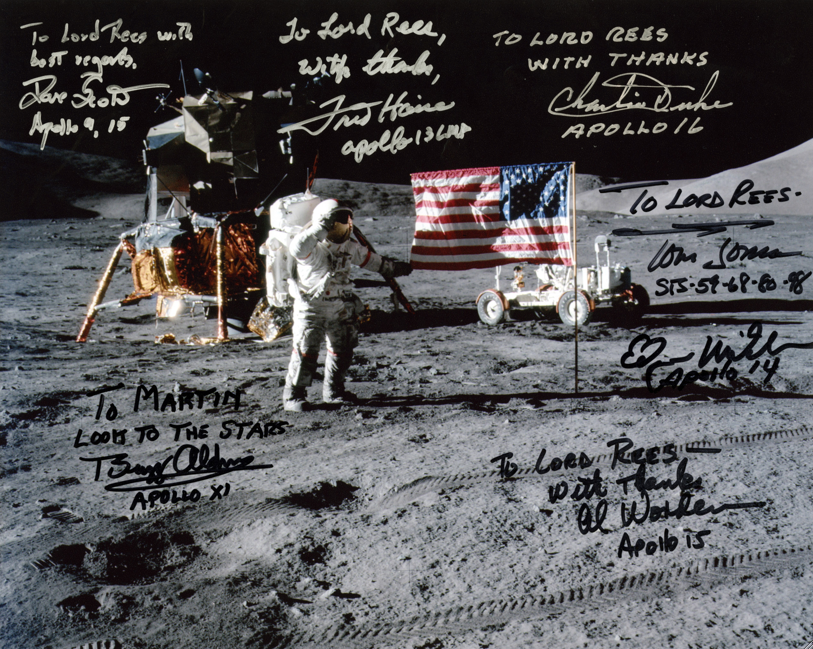 To Lord Rees with
best regards,
Dave Scott
Apollo 9, 15
To Lord Rees,
With thanks,
Fred Haise
Apollo 13 LMP
TO LORD REES
WITH THANKS
Charlie Duke
APOLLO 16
To LORD REES-
Tom Jones
STS-59-68-80-98
Apollo 14
To MARTIN
LOOK TO THE STARS
Buzz Aldrin
APOLLO XI
To LORD REES
With Thanks
Al Worden
Apollo 15